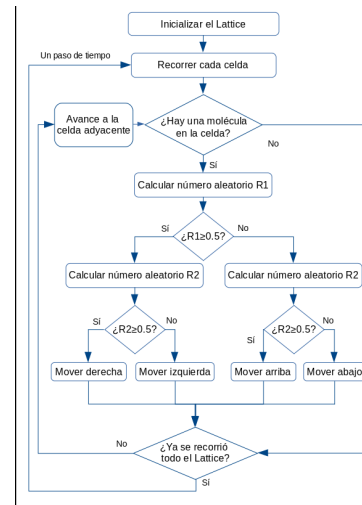 Inicializar el Lattice
Un paso de tiempo
Recorrer cada celda
Avance a la
celda adyacente
¿Hay una molécula
en la celda?
No
Sí
Calcular número aleatorio R1
Sí
¿R1≥0.5?
No
Calcular número aleatorio R2
Calcular número aleatorio R2
Sí
¿R2≥0.5?
No
Sí
¿R2≥0.5?
No
Mover derecha
Mover izquierda
Mover arriba
Mover abajo
No
¿Ya se recorrió
todo el Lattice?
Sí